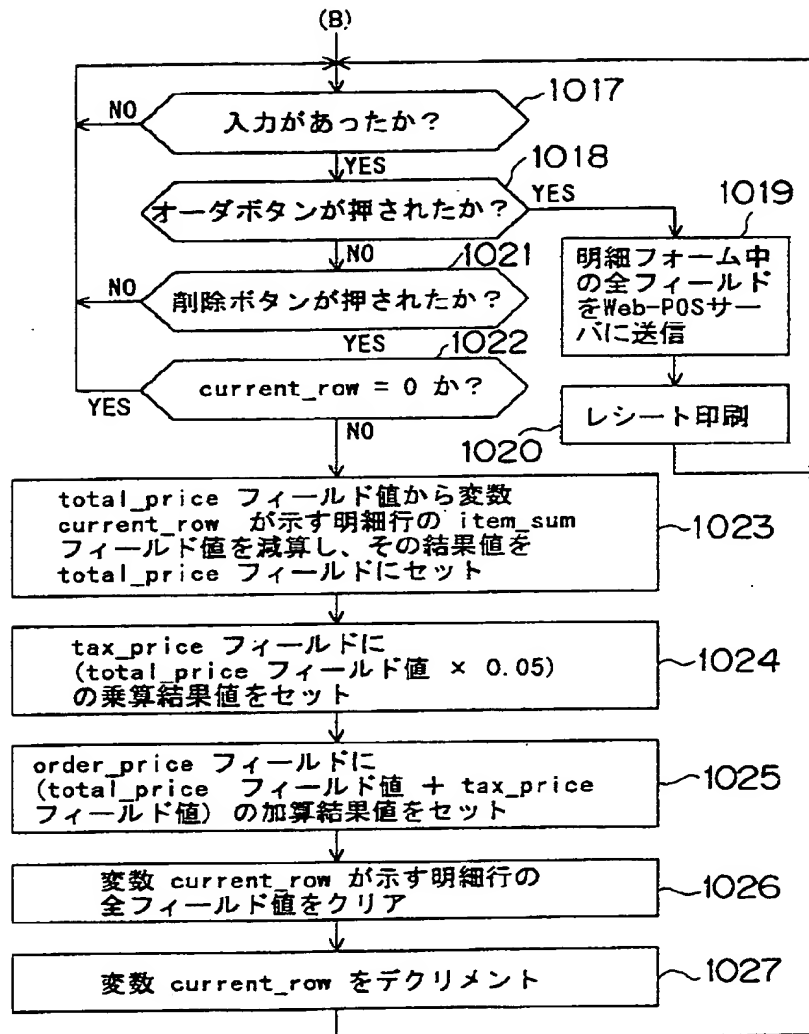 (B)
1017
NO
入力があったか？
YES
1018
オーダボタンが押されたか？
YES
NO
1019
明細フォーム中
の全フィールド
をWeb-POSサー
バに送信
1021
NO
削除ボタンが押されたか？
YES
1022
current_row = 0 か？
YES
NO
レシート印刷
1020
total_price フィールド値から変数
current_row が示す明細行の item_sum
フィールド値を減算し、その結果値を
total_price フィールドにセット
1023
tax_price フィールドに
(total_price フィールド値 × 0.05)
の乗算結果値をセット
1024
order_price フィールドに
(total_price フィールド値 + tax_price
フィールド値) の加算結果値をセット
1025
変数 current_row が示す明細行の
全フィールド値をクリア
1026
変数 current_row をデクリメント
1027